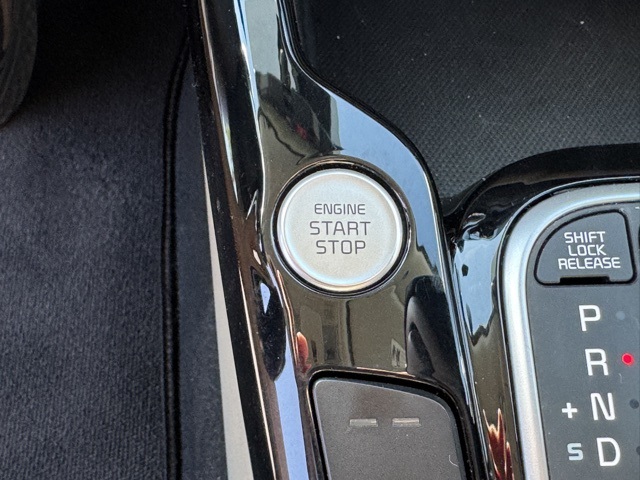 ENGINE
START
STOP
SHIFT
LOCK
RELEASE
P
R
+ N
S D